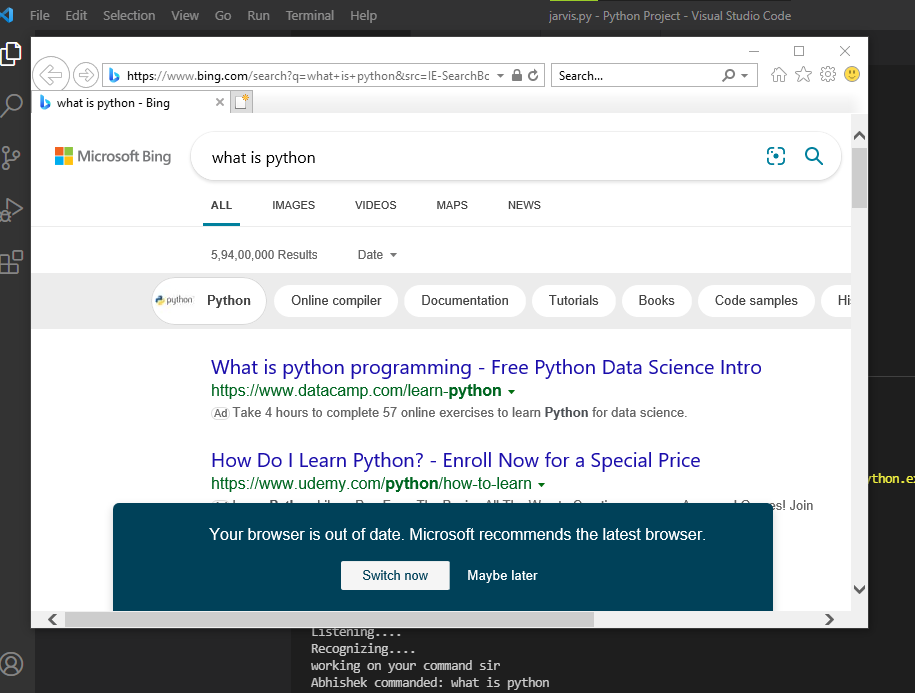 File Edit Selection View Go Run Terminal Help jarvis.py - Python Project - Visual Studio Code
https://www.bing.com/search?q=what+is+python&src=IE-SearchBo Search...
what is python - Bing
Microsoft Bing what is python
ALL IMAGES VIDEOS MAPS NEWS
5,94,00,000 Results Date
python Python Online compiler Documentation Tutorials Books Code samples
What is python programming - Free Python Data Science Intro
https://www.datacamp.com/learn-python
Ad Take 4 hours to complete 57 online exercises to learn Python for data science.
How Do I Learn Python? - Enroll Now for a Special Price
https://www.udemy.com/python/how-to-learn
ython.ex
Join
Your browser is out of date. Microsoft recommends the latest browser.
Switch now Maybe later
Listening....
Recognizing....
working on your command sir
Abhishek commanded: what is python